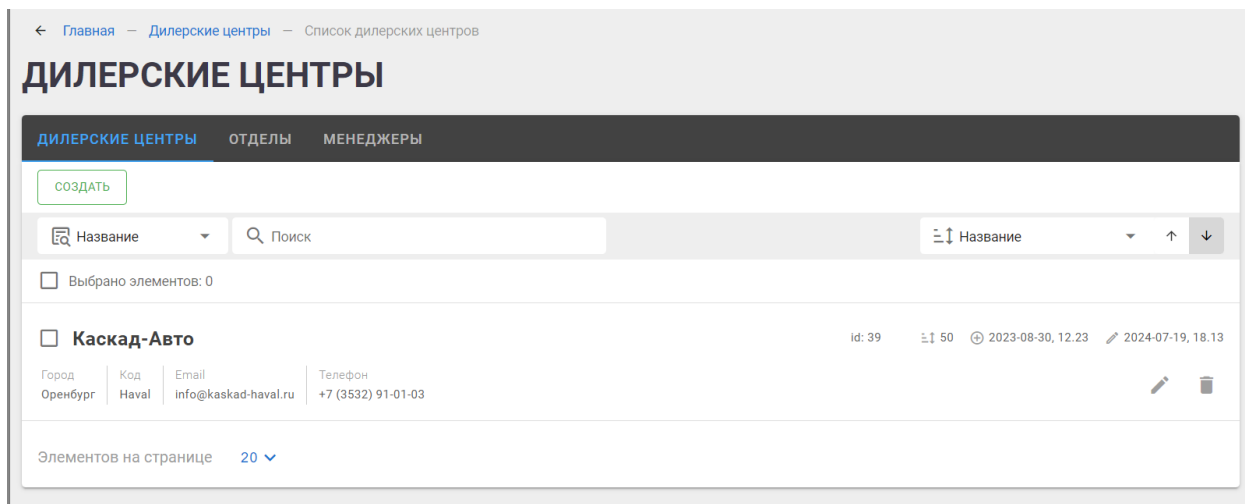 Главная — Дилерские центры — Список дилерских центров
ДИЛЕРСКИЕ ЦЕНТРЫ
ДИЛЕРСКИЕ ЦЕНТРЫ ОТДЕЛЫ МЕНЕДЖЕРЫ
СОЗДАТЬ
Название Поиск Название
Выбрано элементов: 0
Каскад-Авто id: 39 50 2023-08-30, 12.23 2024-07-19, 18.13
Город Код Email Телефон
Оренбург Haval info@kaskad-haval.ru +7 (3532) 91-01-03
Элементов на странице 20